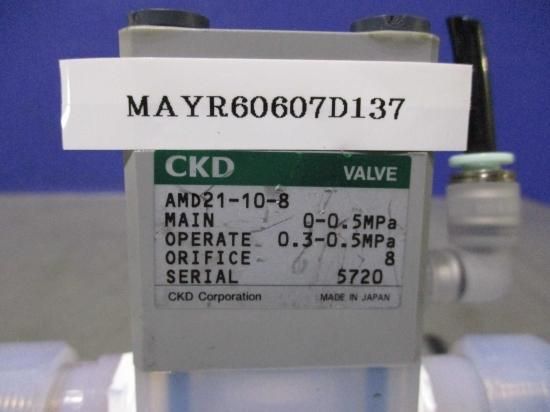 MAYR60607D137
CKD VALVE
AMD21-10-8
MAIN 0-0.5MPa
OPERATE 0.3-0.5MPa
ORIFICE 8
SERIAL 5720
CKD Corporation MADE IN JAPAN